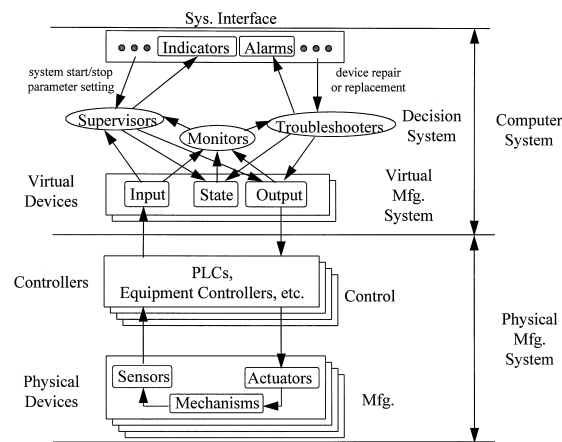 Sys. Interface
Indicators
Alarms
system start/stop
parameter setting
device repair
or replacement
Supervisors
Monitors
Troubleshooters
Decision
System
Computer
System
Virtual
Devices
Input
State
Output
Virtual
Mfg.
System
Controllers
PLCs,
Equipment Controllers, etc.
Control
Physical
Mfg.
System
Physical
Devices
Sensors
Actuators
Mechanisms
Mfg.